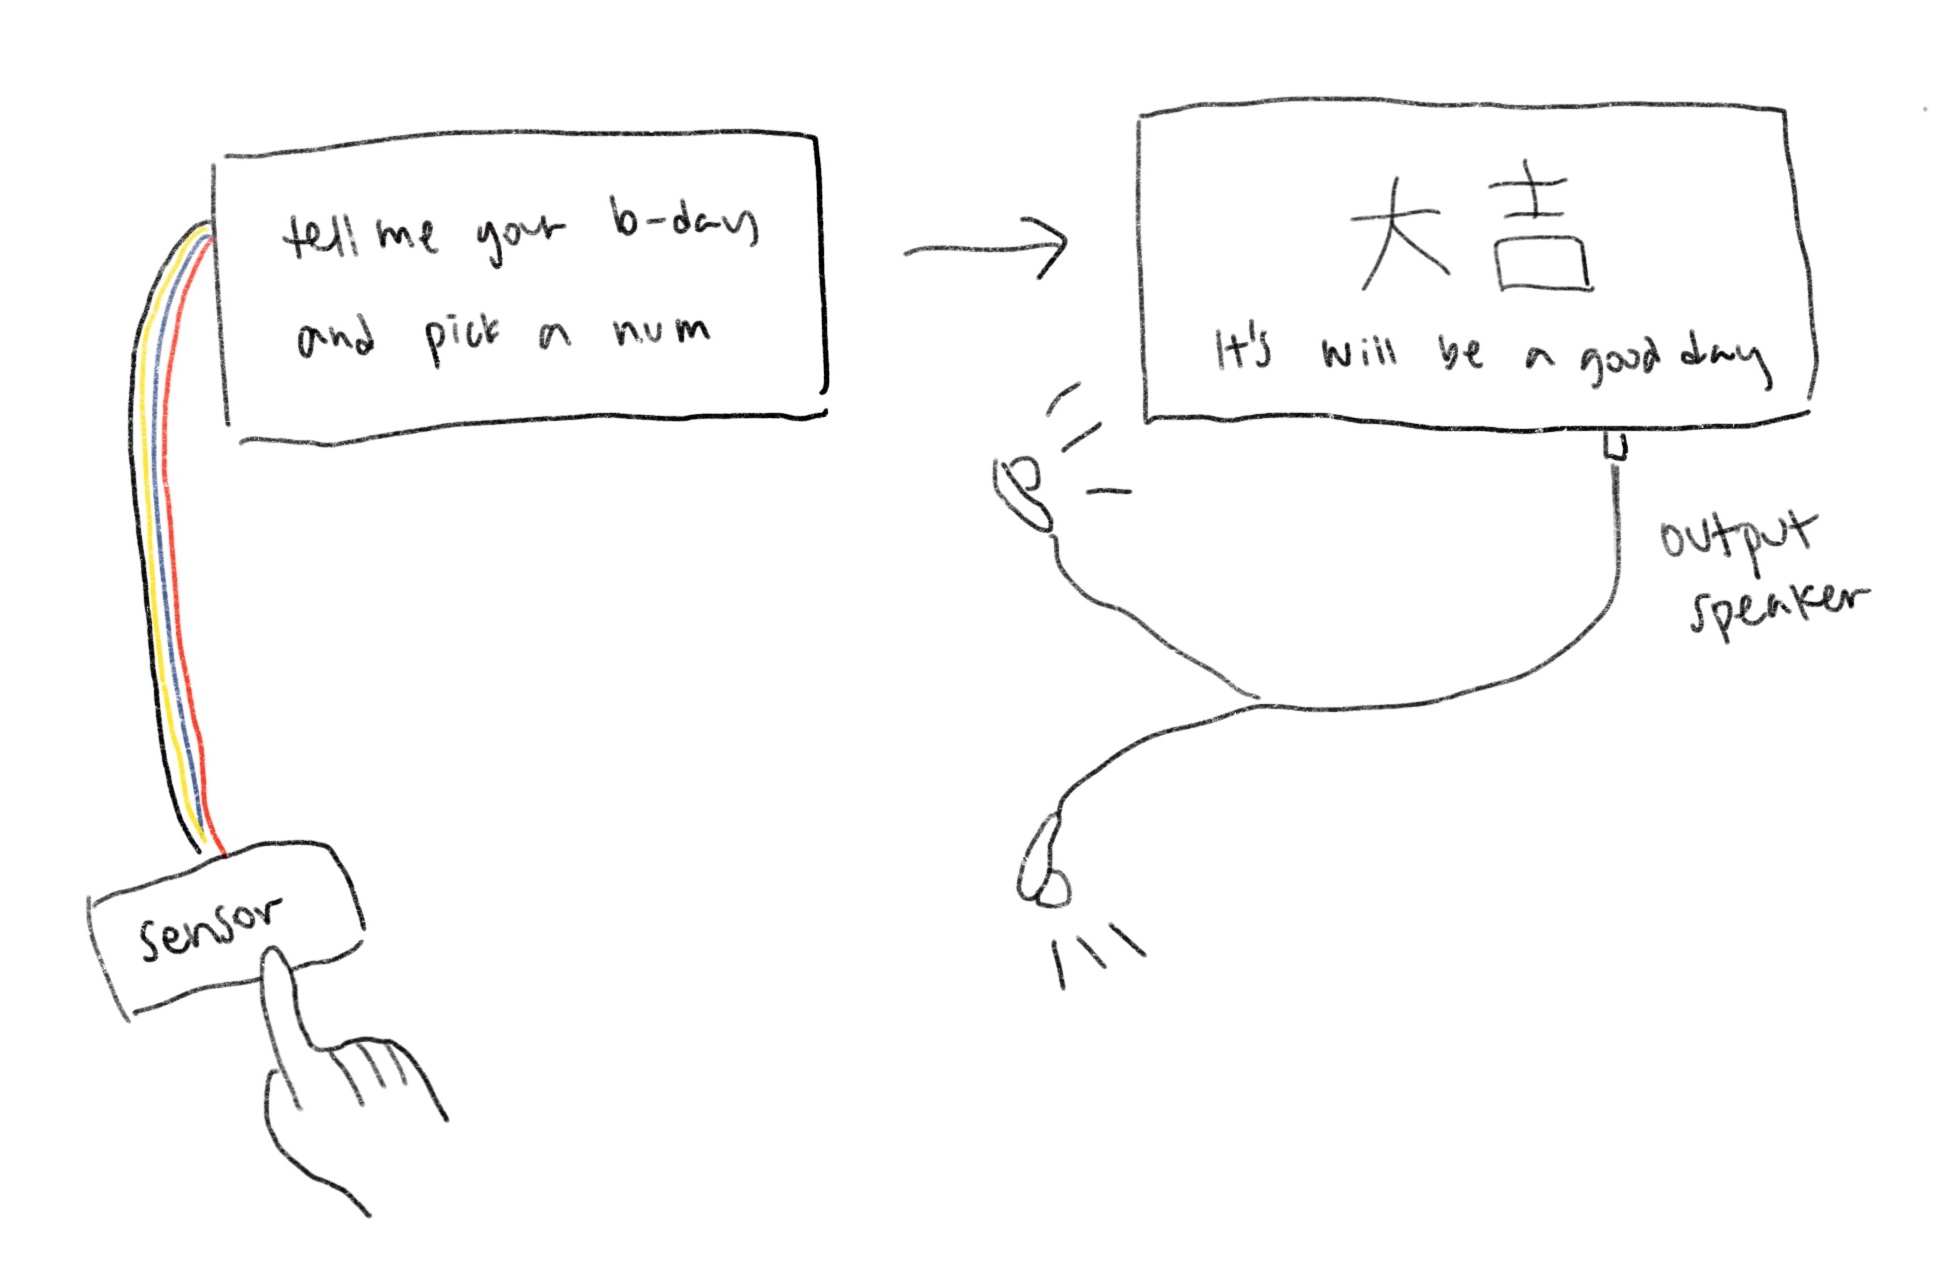 tell me your b-day
and pick a num
大吉
It's will be a good day
output
speaker
sensor